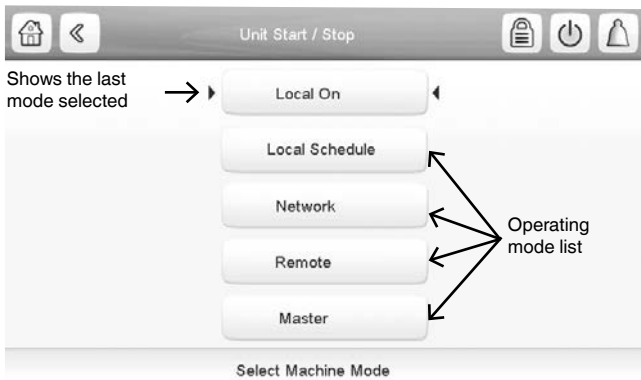 Unit Start / Stop
Shows the last
mode selected
Local On
Local Schedule
Network
Remote
Master
Operating
mode list
Select Machine Mode